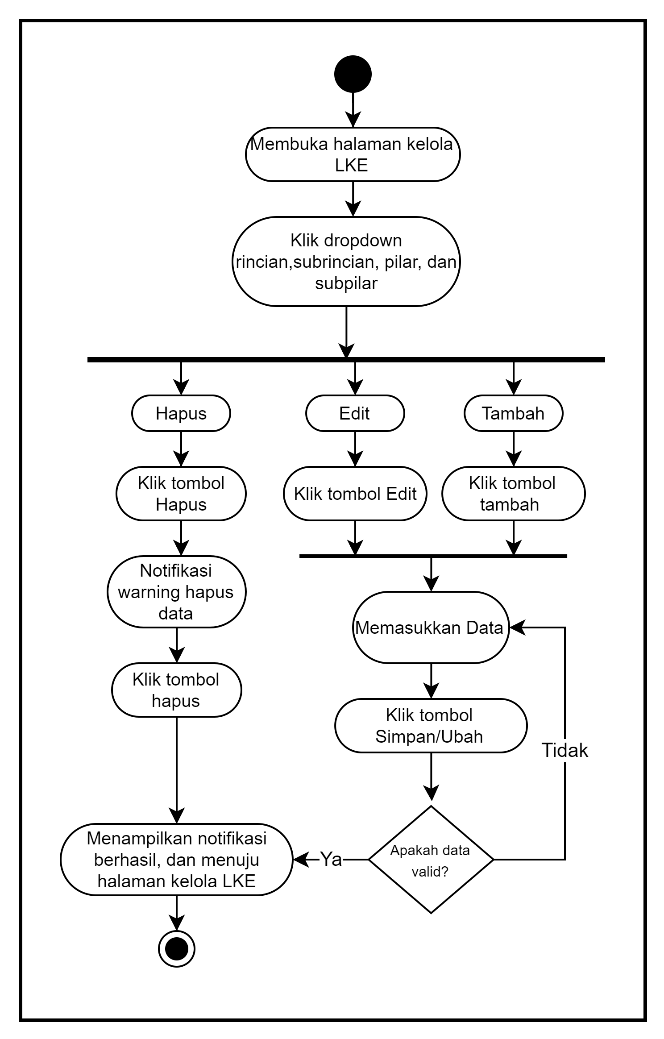 Membuka halaman kelola
LKE
Klik dropdown
rincian,subrincian, pilar, dan
subpilar
Hapus
Edit
Tambah
Klik tombol
Hapus
Klik tombol Edit
Klik tombol
tambah
Notifikasi
warning hapus
data
Memasukkan Data
Klik tombol
hapus
Klik tombol
Simpan/Ubah
Tidak
Menampilkan notifikasi
berhasil, dan menuju
halaman kelola LKE
Ya
Apakah data
valid?